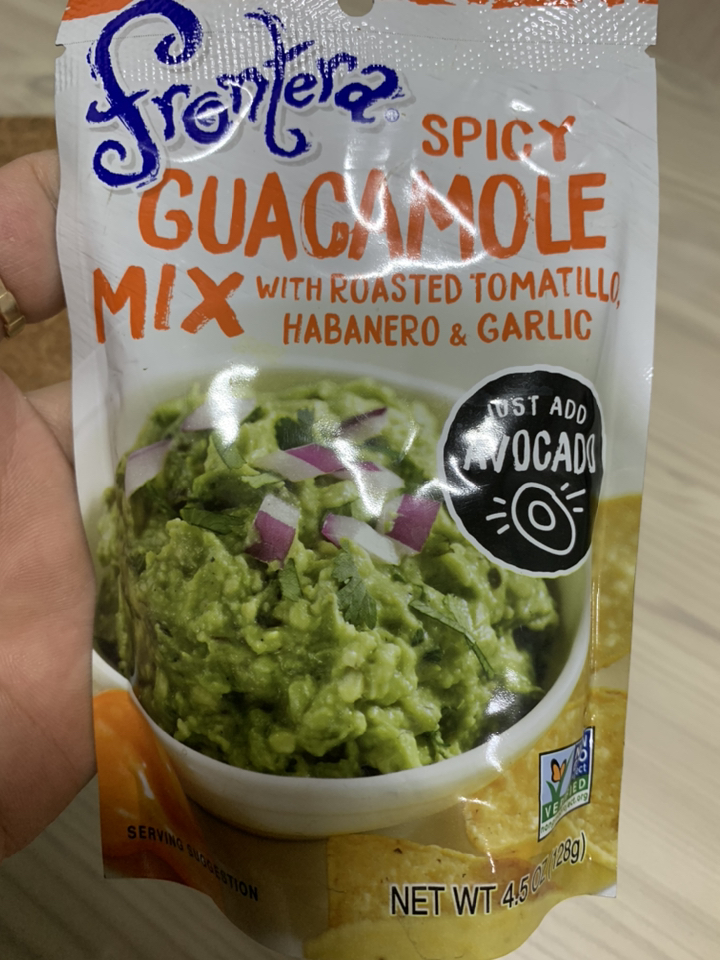 Frontera®
SPICY
GUACAMOLE
MIX WITH ROASTED TOMATILLO,
HABANERO & GARLIC
JUST ADD
AVOCADO
VERIFIED
SERVING SUGGESTION
NET WT 4.5 OZ (128g)